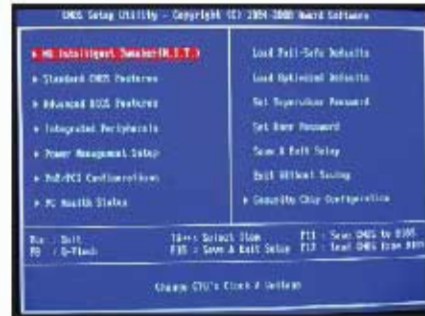 CMOS Setup Utility - Copyright (C) 1984-2008 Award Software
▶ MB Intelligent Tweaker(M.I.T.)
▶ Standard CMOS Features
▶ Advanced BIOS Features
▶ Integrated Peripherals
▶ Power Management Setup
▶ PnP/PCI Configurations
▶ PC Health Status
Load Fail-Safe Defaults
Load Optimized Defaults
Set Supervisor Password
Set User Password
Save & Exit Setup
Exit Without Saving
▶ Security Chip Configuration
Esc : Quit
: Select Item
F11 : Save CMOS to BIOS
F8 : Q-Flash
F10 : Save & Exit Setup
F12 : Load CMOS from BIOS
Change CPU's Clock & Voltage